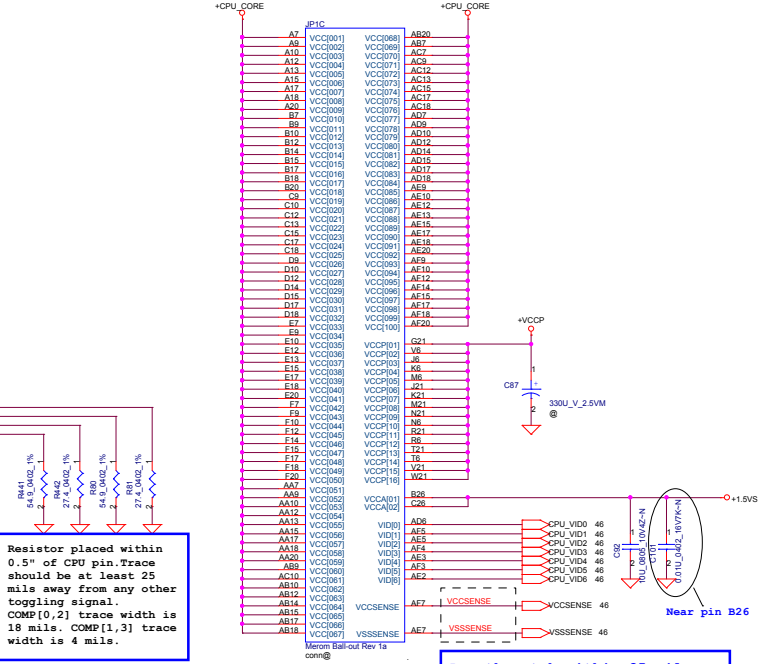 +CPU_CORE +CPU_CORE
JP1C
A7 VCC[001] VCC[068] AB20
A9 VCC[002] VCC[069] AB7
A10 VCC[003] VCC[070] AC7
A12 VCC[004] VCC[071] AC9
A13 VCC[005] VCC[072] AC12
A15 VCC[006] VCC[073] AC13
A17 VCC[007] VCC[074] AC15
A18 VCC[008] VCC[075] AC17
A20 VCC[009] VCC[076] AC18
B7 VCC[010] VCC[077] AD7
B9 VCC[011] VCC[078] AD9
B10 VCC[012] VCC[079] AD10
B12 VCC[013] VCC[080] AD12
B14 VCC[014] VCC[081] AD14
B15 VCC[015] VCC[082] AD15
B17 VCC[016] VCC[083] AD17
B18 VCC[017] VCC[084] AD18
B20 VCC[018] VCC[085] AE9
C9 VCC[019] VCC[086] AE10
C10 VCC[020] VCC[087] AE12
C12 VCC[021] VCC[088] AE13
C13 VCC[022] VCC[089] AE15
C15 VCC[023] VCC[090] AE17
C17 VCC[024] VCC[091] AE18
C18 VCC[025] VCC[092] AE20
D9 VCC[026] VCC[093] AF9
D10 VCC[027] VCC[094] AF10
D12 VCC[028] VCC[095] AF12
D14 VCC[029] VCC[096] AF14
D15 VCC[030] VCC[097] AF15
D17 VCC[031] VCC[098] AF17
D18 VCC[032] VCC[099] AF18
E7 VCC[033] VCC[100] AF20
E9 VCC[034]
E10 VCC[035] VCCP[01] G21
E12 VCC[036] VCCP[02] V6
E13 VCC[037] VCCP[03] J6
E15 VCC[038] VCCP[04] K6
E17 VCC[039] VCCP[05] M6
E18 VCC[040] VCCP[06] J21
E20 VCC[041] VCCP[07] K21
F7 VCC[042] VCCP[08] M21
F9 VCC[043] VCCP[09] N21
F10 VCC[044] VCCP[10] N6
F12 VCC[045] VCCP[11] R21
F14 VCC[046] VCCP[12] R6
F15 VCC[047] VCCP[13] T21
F17 VCC[048] VCCP[14] T6
F18 VCC[049] VCCP[15] V21
F20 VCC[050] VCCP[16] W21
AA7 VCC[051]
AA9 VCC[052] VCCA[01] B26
AA10 VCC[053] VCCA[02] C26
AA12 VCC[054]
AA13 VCC[055] VID[0] AD6 CPU_VID0 46
AA15 VCC[056] VID[1] AF5 CPU_VID1 46
AA17 VCC[057] VID[2] AE5 CPU_VID2 46
AA18 VCC[058] VID[3] AF4 CPU_VID3 46
AA20 VCC[059] VID[4] AE3 CPU_VID4 46
AB9 VCC[060] VID[5] AF3 CPU_VID5 46
AC10 VCC[061] VID[6] AE2 CPU_VID6 46
AB10 VCC[062]
AB12 VCC[063]
AB14 VCC[064] VCCSENSE AF7 VCCSENSE VCCSENSE 46
AB15 VCC[065]
AB17 VCC[066]
AB18 VCC[067] VSSSENSE AE7 VSSSENSE VSSSENSE 46
Merom Ball-out Rev 1a
conn@
+VCCP
C87
1
+
2
330U_V_2.5VM
@
+1.5VS
1
2
C92
10U_0805_10V4Z~N
1
2
C101
0.01U_0402_16V7K~N
Near pin B26
R441
54.9_0402_1%
1
2
R442
27.4_0402_1%
1
2
R80
54.9_0402_1%
1
2
R81
27.4_0402_1%
1
2
Resistor placed within
0.5" of CPU pin.Trace
should be at least 25
mils away from any other
toggling signal.
COMP[0,2] trace width is
18 mils. COMP[1,3] trace
width is 4 mils.